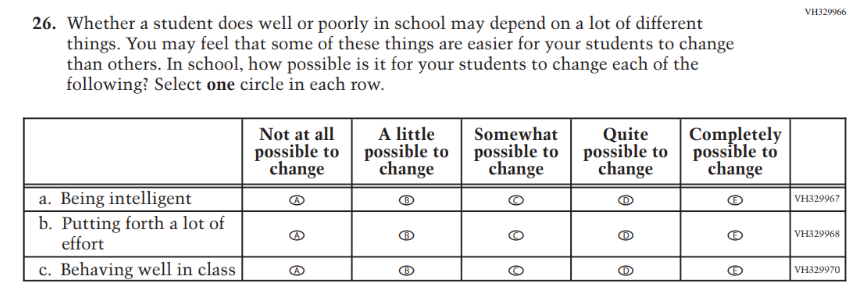 VH329966
26. Whether a student does well or poorly in school may depend on a lot of different
things. You may feel that some of these things are easier for your students to change
than others. In school, how possible is it for your students to change each of the
following? Select one circle in each row.
Not at all possible to change
A little possible to change
Somewhat possible to change
Quite possible to change
Completely possible to change
a. Being intelligent A B C D E VH329967
b. Putting forth a lot of
effort A B C D E VH329968
c. Behaving well in class A B C D E VH329970